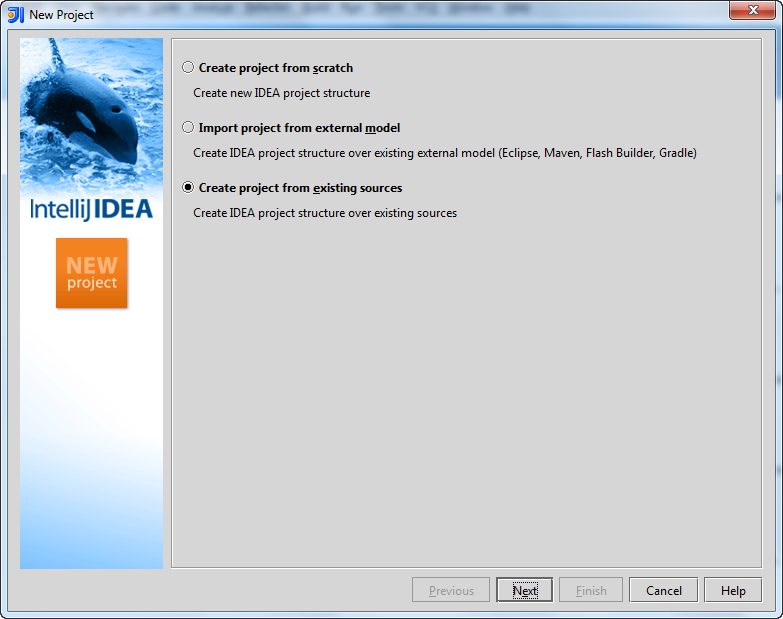 New Project
Create project from scratch
Create new IDEA project structure
Import project from external model
Create IDEA project structure over existing external model (Eclipse, Maven, Flash Builder, Gradle)
Create project from existing sources
Create IDEA project structure over existing sources
IntelliJ IDEA
NEW
project
Previous
Next
Finish
Cancel
Help